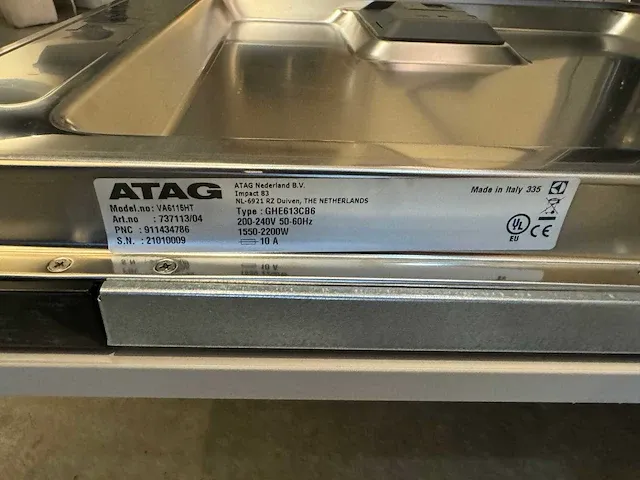 ATAG
ATAG Nederland B.V.
Impact 83
NL-6921 RZ Duiven, THE NETHERLANDS
Made in Italy 335
Model.no: VA6115HT
Type : GHE613CB6
Art.no : 737113/04
200-240V 50-60Hz
PNC : 911434786
1550-2200W
S.N. : 21010009
10 A
UL
EU